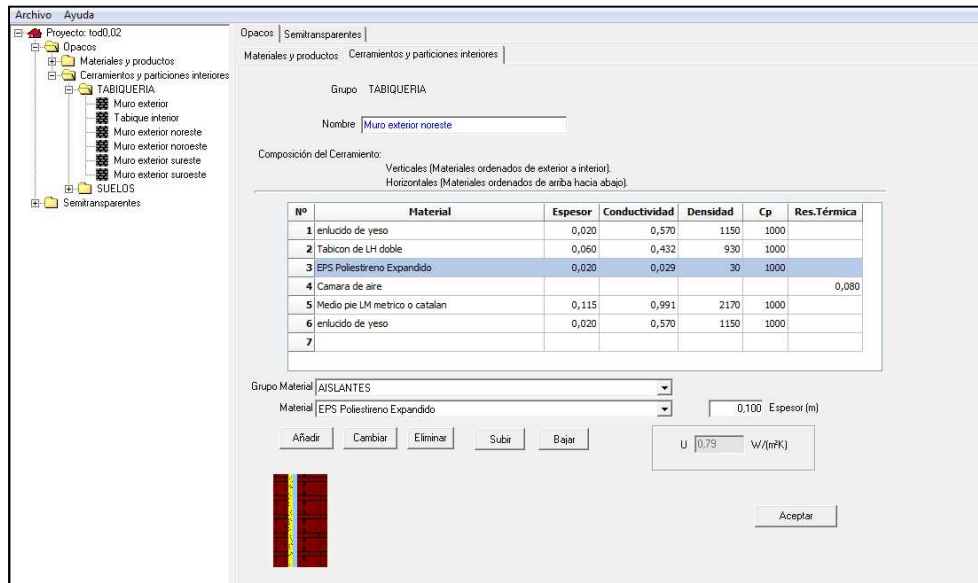 Archivo Ayuda
Proyecto: tod0,02
Opacos
Materiales y productos
Cerramientos y particiones interiores
TABIQUERIA
Muro exterior
Tabique interior
Muro exterior noreste
Muro exterior noroeste
Muro exterior sureste
Muro exterior suroeste
SUELOS
Semitransparentes
Opacos Semitransparentes
Materiales y productos Cerramientos y particiones interiores
Grupo TABIQUERIA
Nombre Muro exterior noreste
Composición del Cerramiento:
Verticales (Materiales ordenados de exterior a interior).
Horizontales (Materiales ordenados de arriba hacia abajo).
Nº Material Espesor Conductividad Densidad Cp Res.Térmica
1 enlucido de yeso 0,020 0,570 1150 1000
2 Tabicon de LH doble 0,060 0,432 930 1000
3 EPS Poliestireno Expandido 0,020 0,029 30 1000
4 Camara de aire 0,080
5 Medio pie LM metrico o catalan 0,115 0,991 2170 1000
6 enlucido de yeso 0,020 0,570 1150 1000
7
Grupo Material AISLANTES
Material EPS Poliestireno Expandido 0,100 Espesor (m)
Añadir Cambiar Eliminar Subir Bajar
U 0,79 W/(m²K)
Aceptar